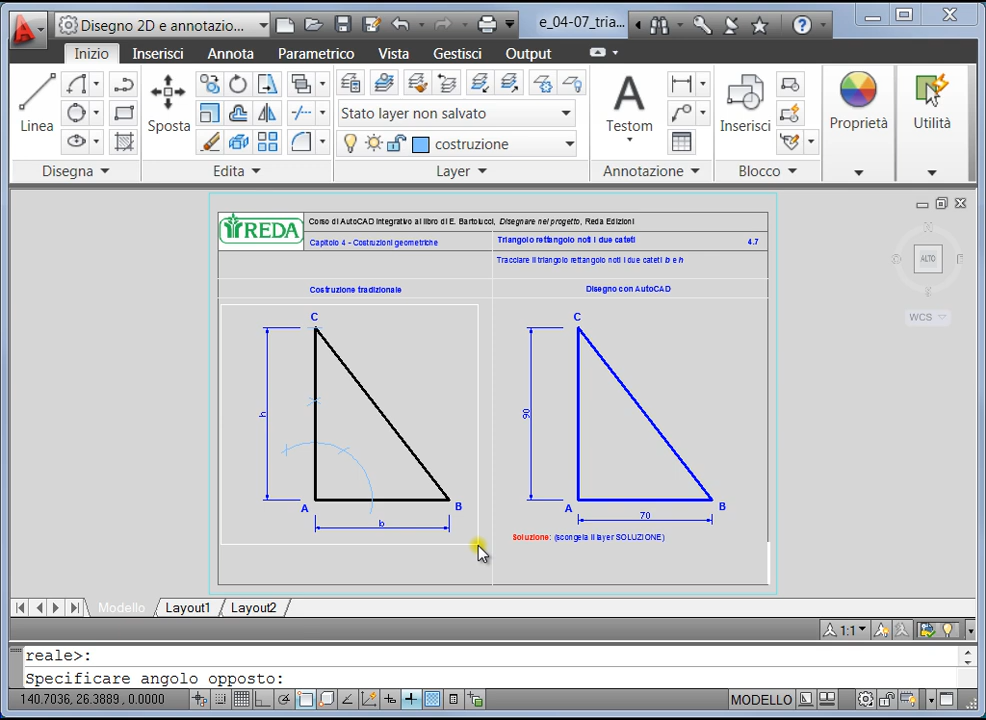 Disegno 2D e annotazio...
e_04-07_tria...
Inizio Inserisci Annota Parametrico Vista Gestisci Output
Linea
Sposta
Stato layer non salvato
costruzione
Testom
Inserisci
Proprietà
Utilità
Disegna
Edita
Layer
Annotazione
Blocco
REDA
Corso di AutoCAD integrativo al libro di E. Bartolucci, Disegnare nel progetto, Reda Edizioni
Capitolo 4 - Costruzioni geometriche
Triangolo rettangolo noti i due cateti
4.7
Tracciare il triangolo rettangolo noti i due cateti b e h
Costruzione tradizionale
Disegno con AutoCAD
C
h
A
B
b
C
90
A
B
70
Soluzione: (scongela il layer SOLUZIONE)
N
O
ALTO
E
S
WCS
Modello Layout1 Layout2
1:1
reale>:
Specificare angolo opposto:
140.7036, 26.3889, 0.0000
MODELLO